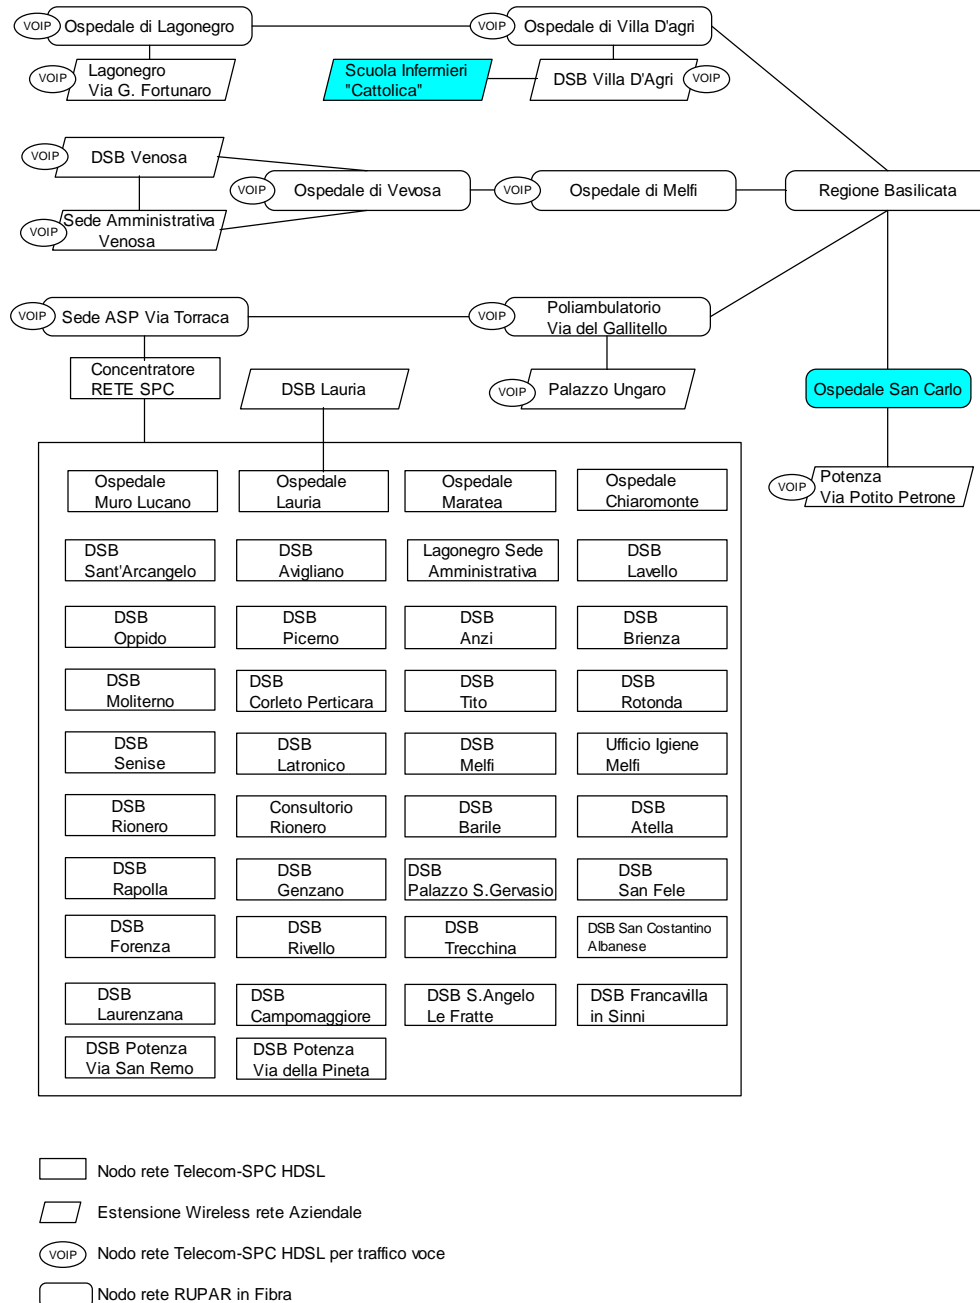 VOIP Ospedale di Lagonegro
VOIP Ospedale di Villa D'agri
VOIP Lagonegro
Via G. Fortunaro
Scuola Infermieri
"Cattolica"
DSB Villa D'Agri VOIP
VOIP DSB Venosa
VOIP Ospedale di Vevosa
VOIP Ospedale di Melfi
Regione Basilicata
VOIP Sede Amministrativa
Venosa
VOIP Sede ASP Via Torraca
VOIP Poliambulatorio
Via del Gallitello
Concentratore
RETE SPC
DSB Lauria
VOIP Palazzo Ungaro
Ospedale San Carlo
VOIP Potenza
Via Potito Petrone
Ospedale
Muro Lucano
Ospedale
Lauria
Ospedale
Maratea
Ospedale
Chiaromonte
DSB
Sant'Arcangelo
DSB
Avigliano
Lagonegro Sede
Amministrativa
DSB
Lavello
DSB
Oppido
DSB
Picerno
DSB
Anzi
DSB
Brienza
DSB
Moliterno
DSB
Corleto Perticara
DSB
Tito
DSB
Rotonda
DSB
Senise
DSB
Latronico
DSB
Melfi
Ufficio Igiene
Melfi
DSB
Rionero
Consultorio
Rionero
DSB
Barile
DSB
Atella
DSB
Rapolla
DSB
Genzano
DSB
Palazzo S.Gervasio
DSB
San Fele
DSB
Forenza
DSB
Rivello
DSB
Trecchina
DSB San Costantino
Albanese
DSB
Laurenzana
DSB
Campomaggiore
DSB S.Angelo
Le Fratte
DSB Francavilla
in Sinni
DSB Potenza
Via San Remo
DSB Potenza
Via della Pineta
Nodo rete Telecom-SPC HDSL
Estensione Wireless rete Aziendale
VOIP Nodo rete Telecom-SPC HDSL per traffico voce
Nodo rete RUPAR in Fibra